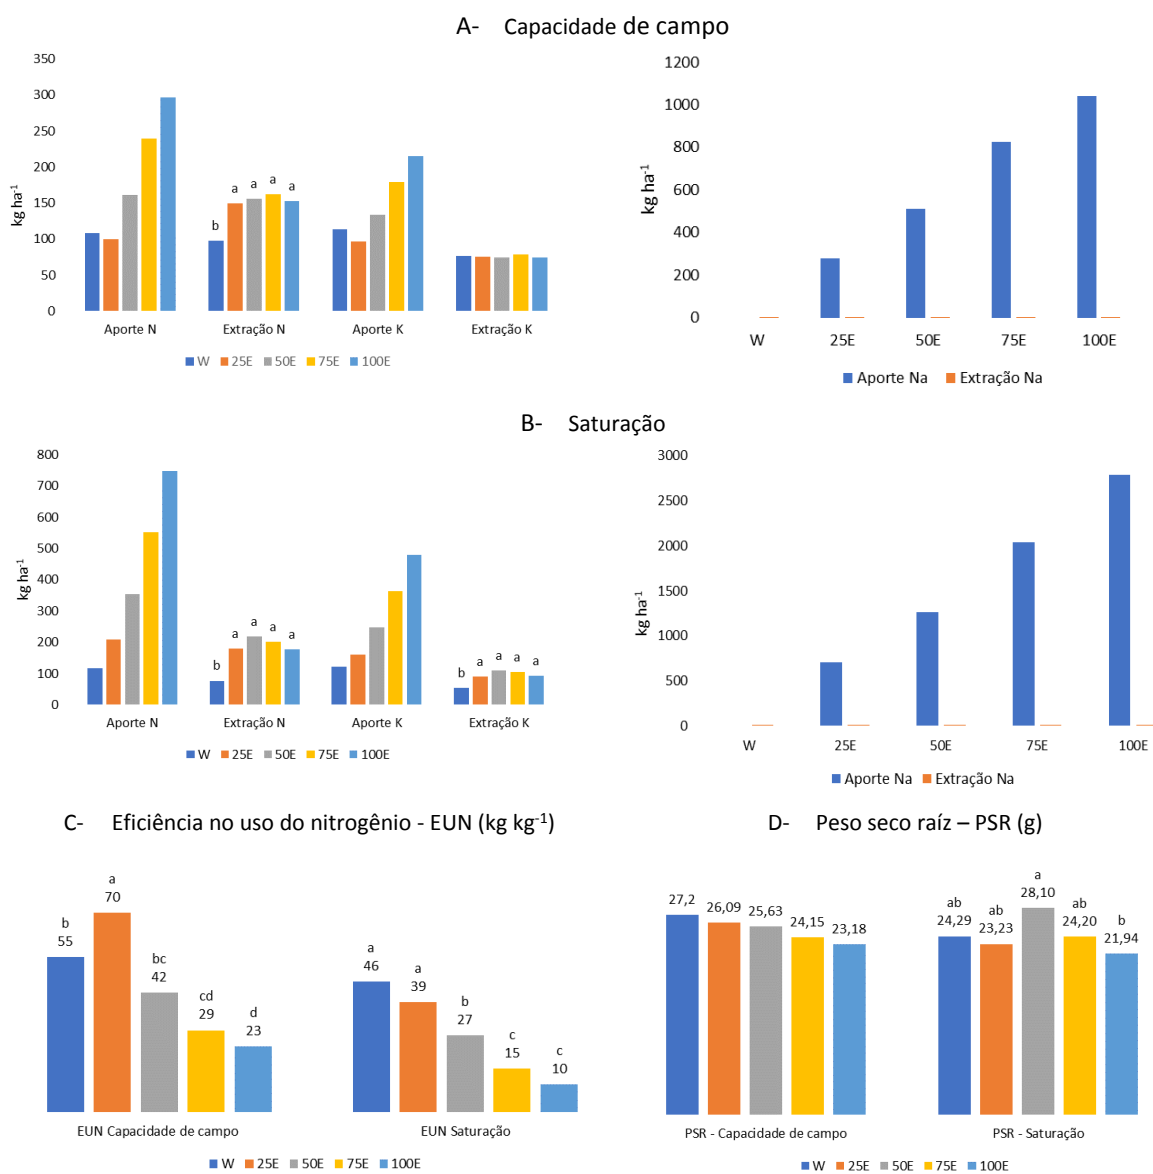 A- Capacidade de campo
350
300
250
200
150
100
50
0
kg ha-1
b a a a a
Aporte N Extração N Aporte K Extração K
W 25E 50E 75E 100E
1200
1000
800
600
400
200
0
kg ha-1
W 25E 50E 75E 100E
Aporte Na Extração Na
B- Saturação
800
700
600
500
400
300
200
100
0
kg ha-1
b a a a a
b a a a a
Aporte N Extração N Aporte K Extração K
W 25E 50E 75E 100E
3000
2500
2000
1500
1000
500
0
kg ha-1
W 25E 50E 75E 100E
Aporte Na Extração Na
C- Eficiência no uso do nitrogênio - EUN (kg kg-1)
b a bc cd d
55 70 42 29 23
a a b c c
46 39 27 15 10
EUN Capacidade de campo EUN Saturação
W 25E 50E 75E 100E
D- Peso seco raíz – PSR (g)
27,2 26,09 25,63 24,15 23,18
ab ab a ab b
24,29 23,23 28,10 24,20 21,94
PSR - Capacidade de campo PSR - Saturação
W 25E 50E 75E 100E